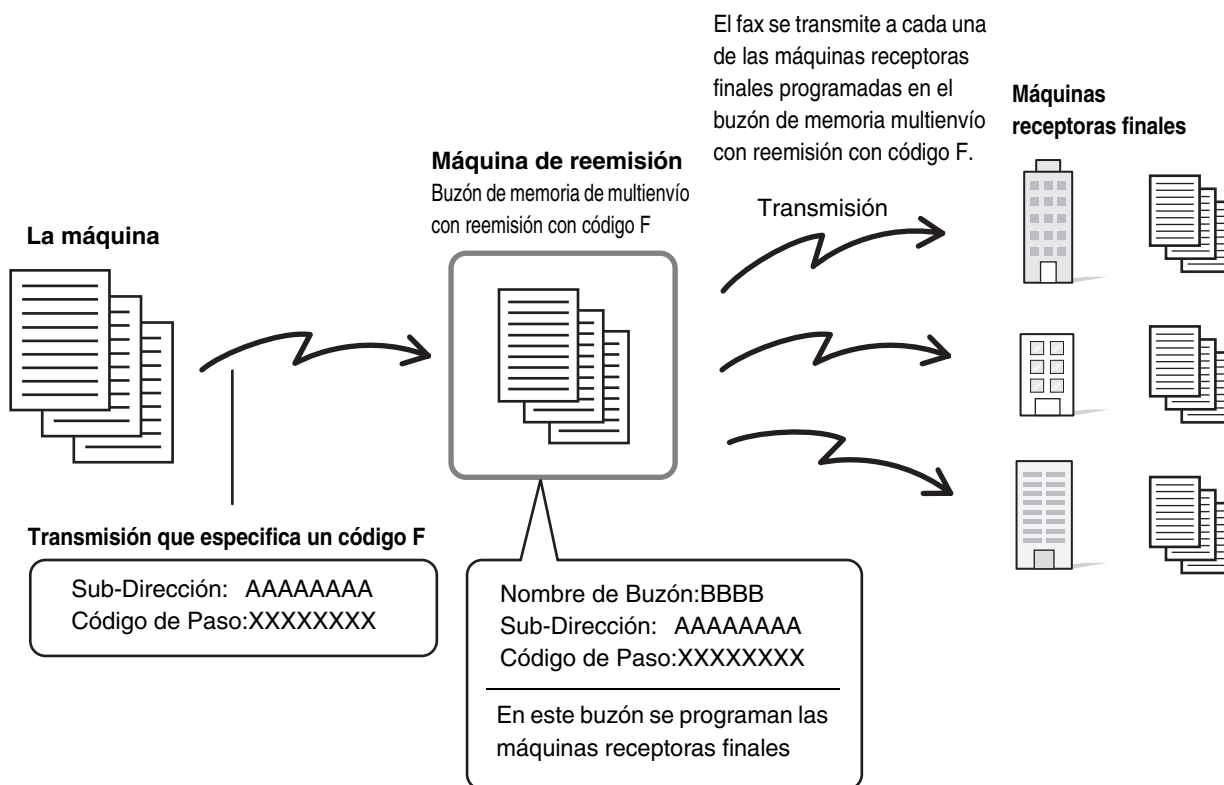 El fax se transmite a cada una
de las máquinas receptoras
finales programadas en el
buzón de memoria multienvío
con reemisión con código F.
Máquinas
receptoras finales
Máquina de reemisión
Buzón de memoria de multienvío
con reemisión con código F
Transmisión
La máquina
Transmisión que especifica un código F
Sub-Dirección: AAAAAAAA
Código de Paso:XXXXXXXX
Nombre de Buzón:BBBB
Sub-Dirección: AAAAAAAA
Código de Paso:XXXXXXXX
En este buzón se programan las
máquinas receptoras finales